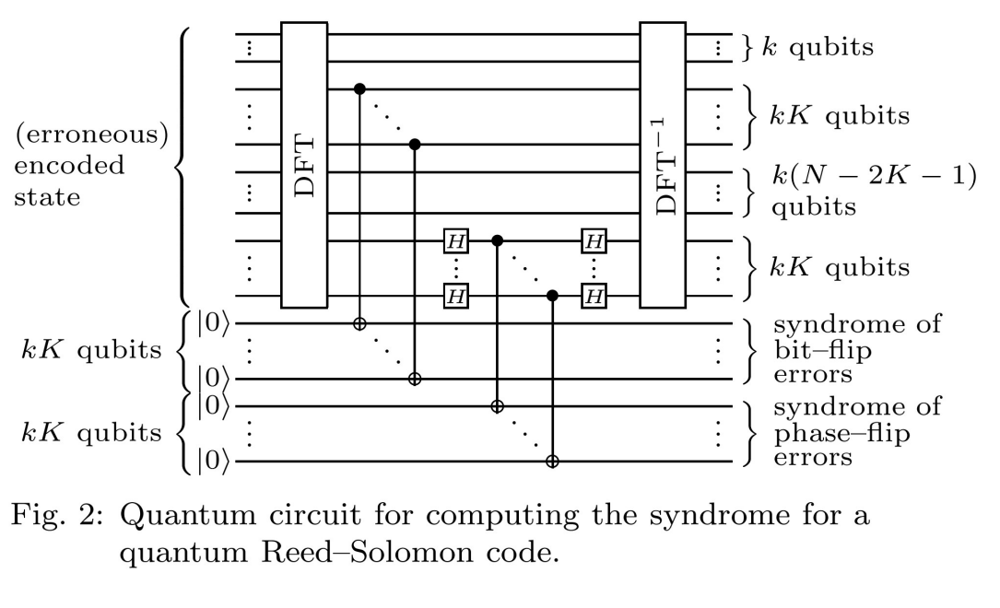 (erroneous)
encoded
state
DFT
DFT⁻¹
} k qubits
kK qubits
k(N − 2K − 1)
qubits
kK qubits
H
H
H
H
kK qubits
|0⟩
|0⟩
kK qubits
|0⟩
|0⟩
syndrome of
bit–flip
errors
syndrome of
phase–flip
errors
Fig. 2: Quantum circuit for computing the syndrome for a
quantum Reed–Solomon code.